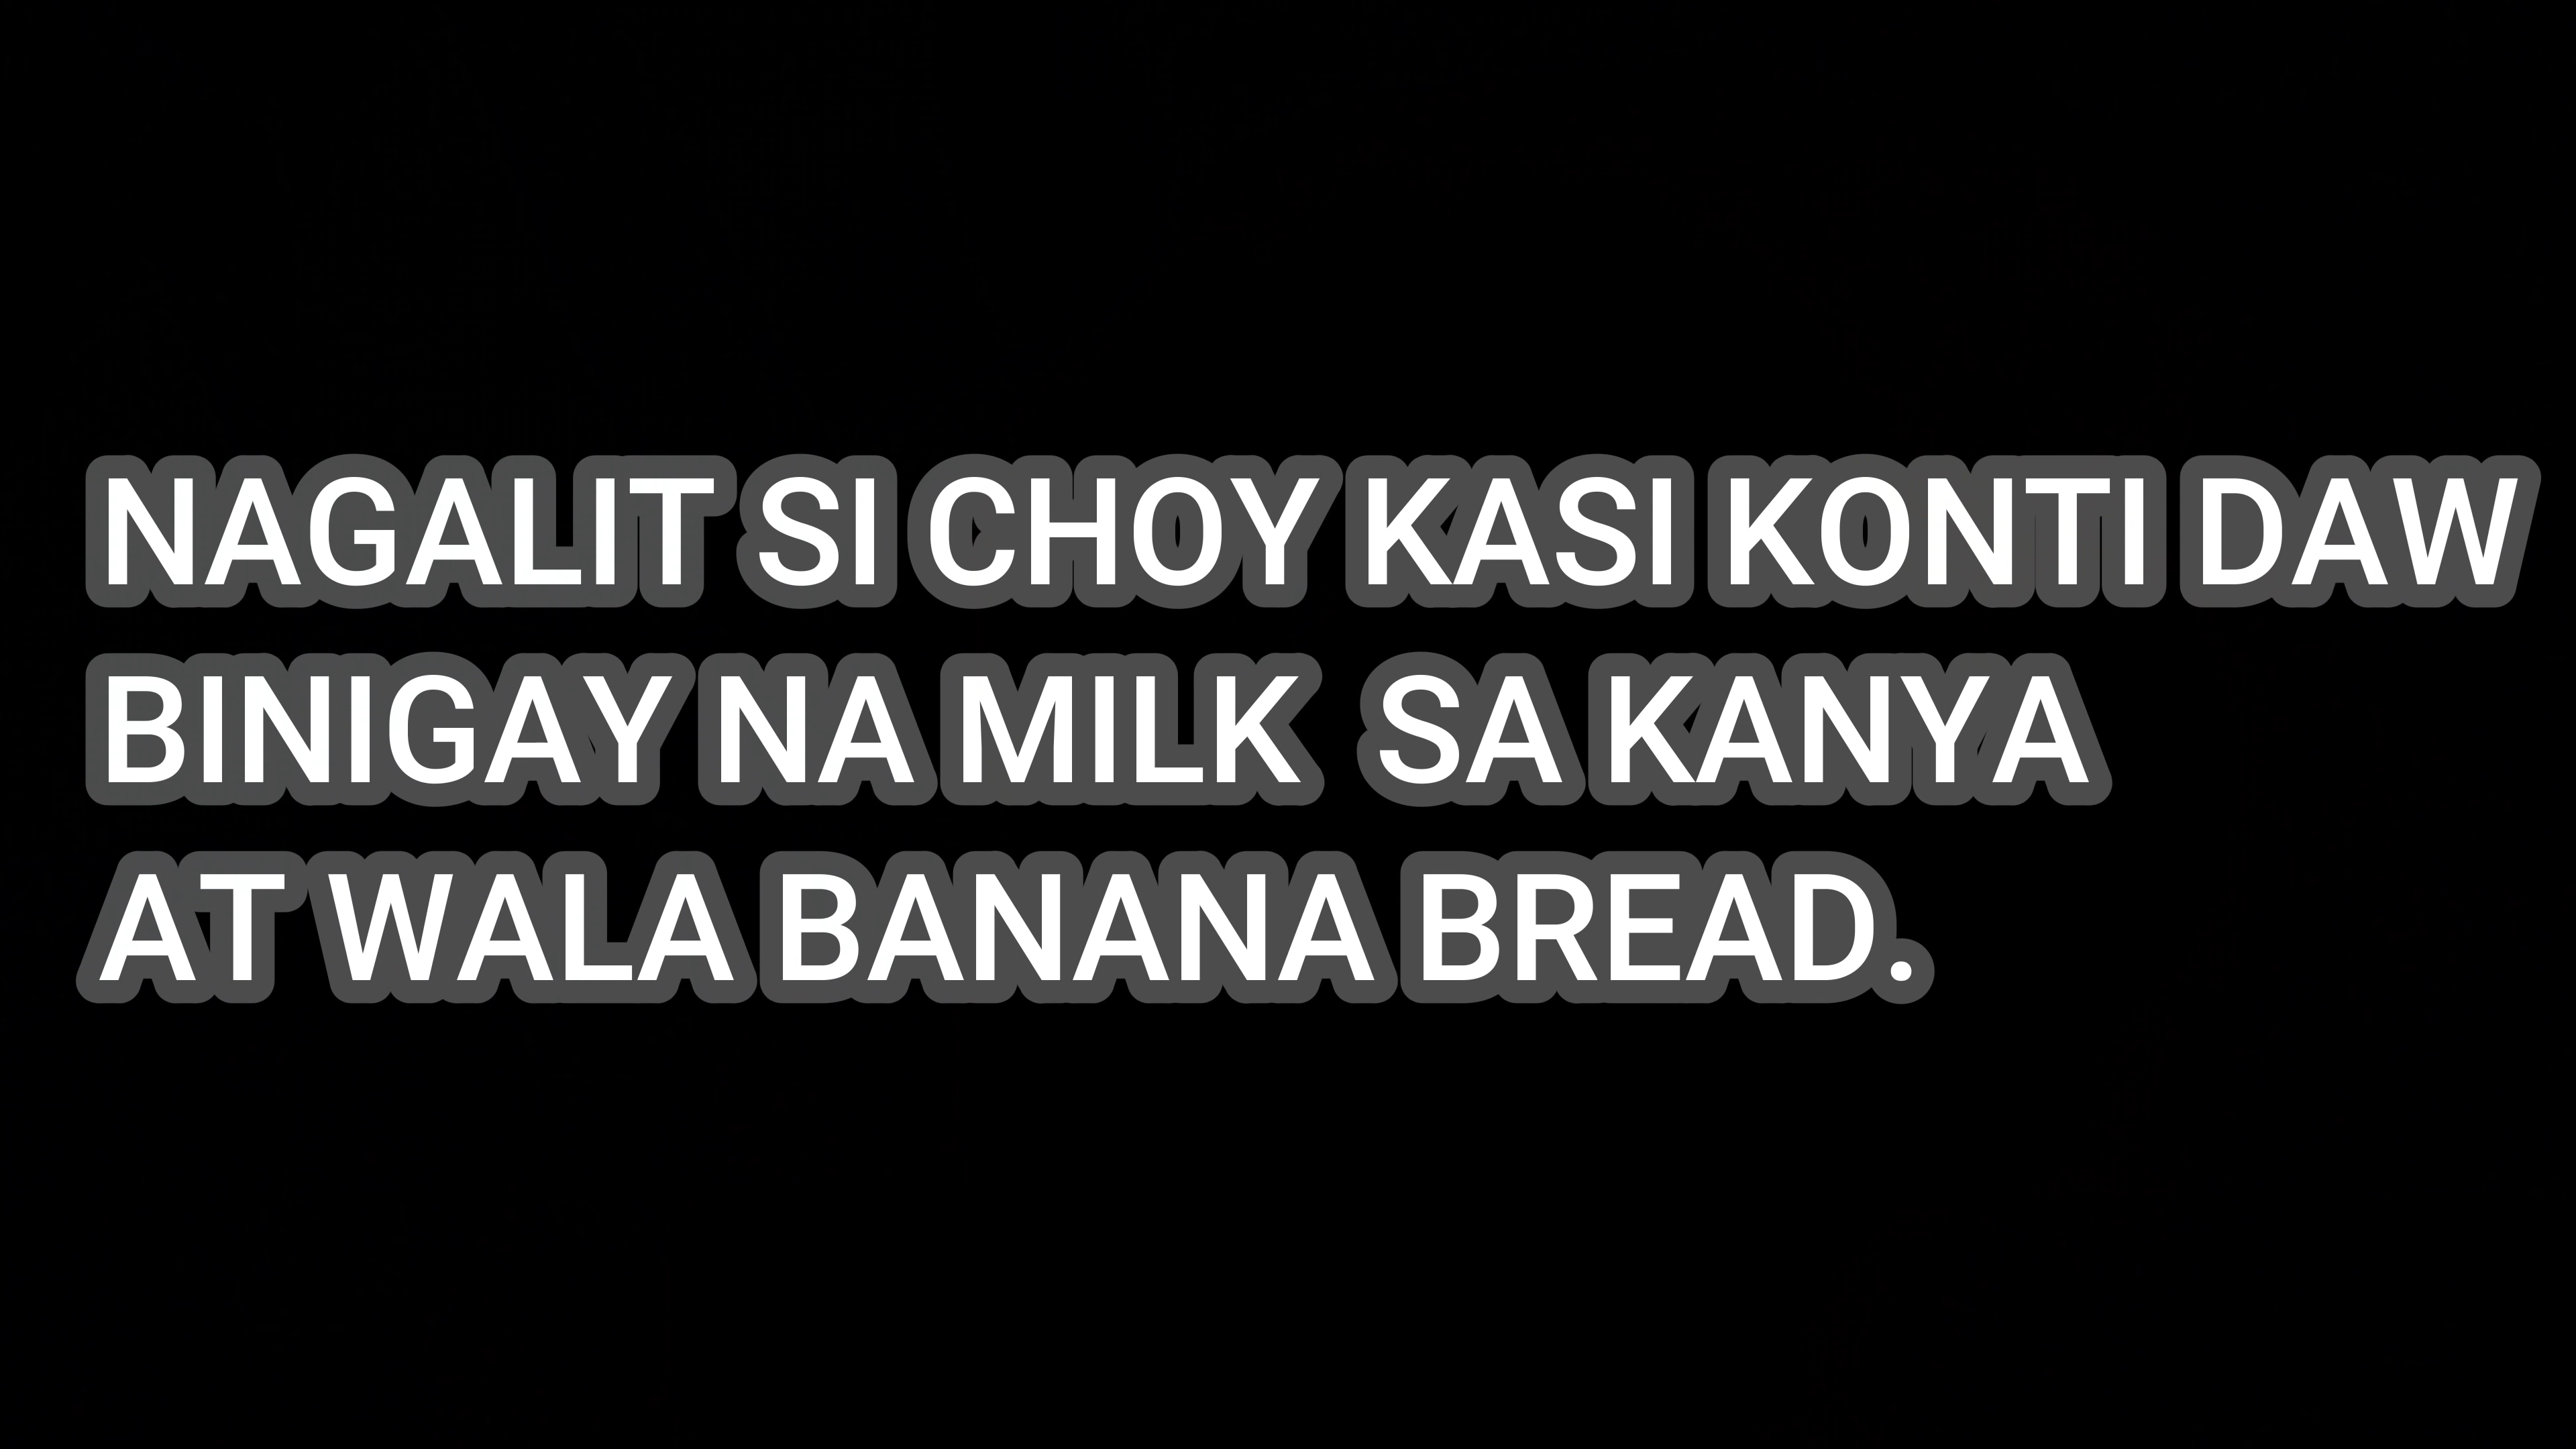 NAGALIT SI CHOY KASI KONTI DAW
BINIGAY NA MILK  SA KANYA
AT WALA BANANA BREAD.